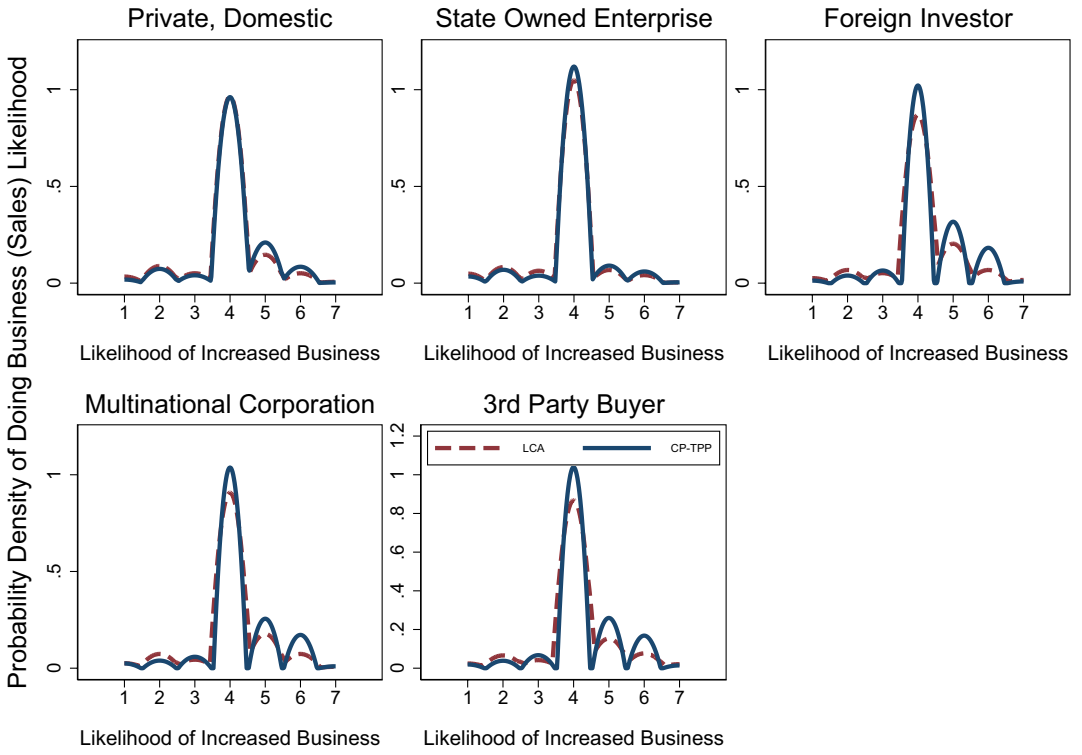 Probability Density of Doing Business (Sales) Likelihood
Private, Domestic
0 .5 1
1 2 3 4 5 6 7
Likelihood of Increased Business
State Owned Enterprise
0 .5 1
1 2 3 4 5 6 7
Likelihood of Increased Business
Foreign Investor
0 .5 1
1 2 3 4 5 6 7
Likelihood of Increased Business
Multinational Corporation
0 .5 1
1 2 3 4 5 6 7
Likelihood of Increased Business
3rd Party Buyer
0 .2 .4 .6 .8 1 1.2
LCA CP-TPP
1 2 3 4 5 6 7
Likelihood of Increased Business